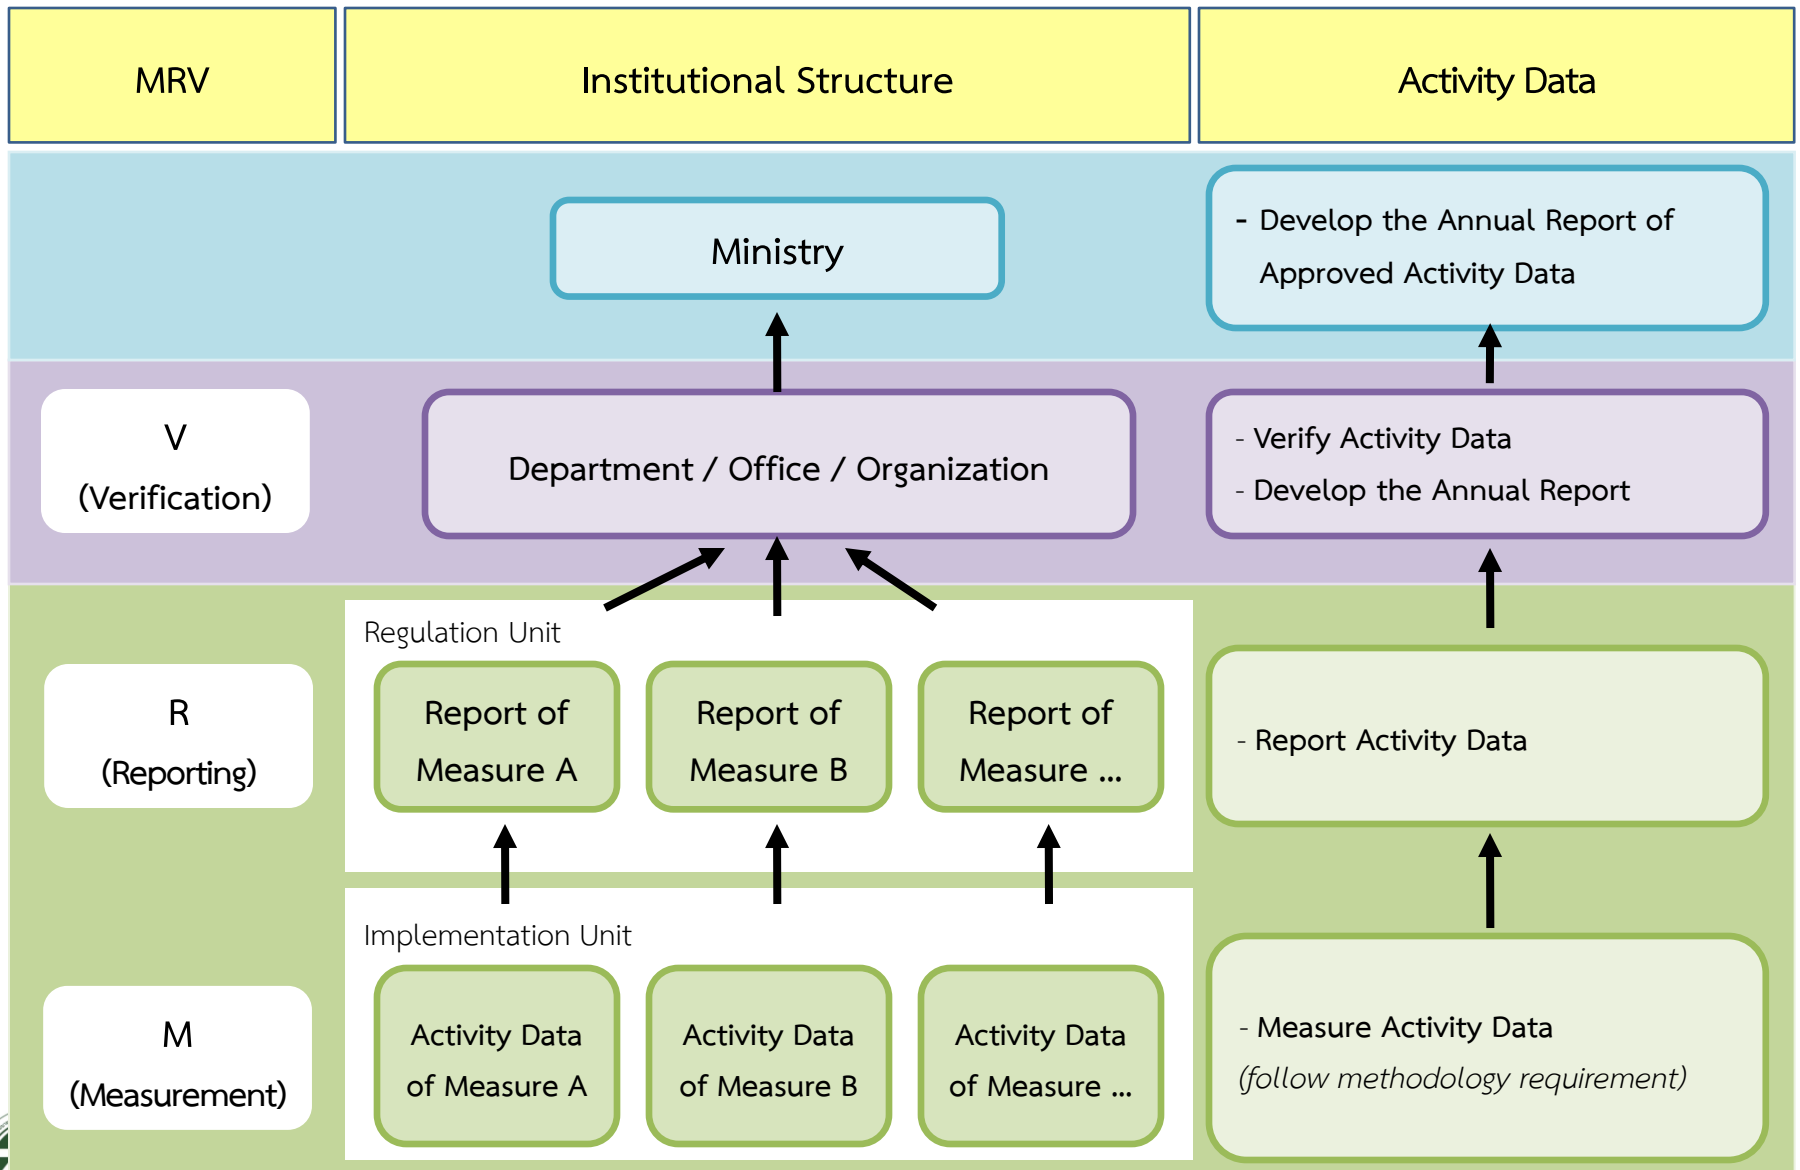 MRV
Institutional Structure
Activity Data
Ministry
- Develop the Annual Report of
Approved Activity Data
V
(Verification)
Department / Office / Organization
- Verify Activity Data
- Develop the Annual Report
Regulation Unit
R
(Reporting)
Report of
Measure A
Report of
Measure B
Report of
Measure ...
- Report Activity Data
Implementation Unit
M
(Measurement)
Activity Data
of Measure A
Activity Data
of Measure B
Activity Data
of Measure ...
- Measure Activity Data
(follow methodology requirement)